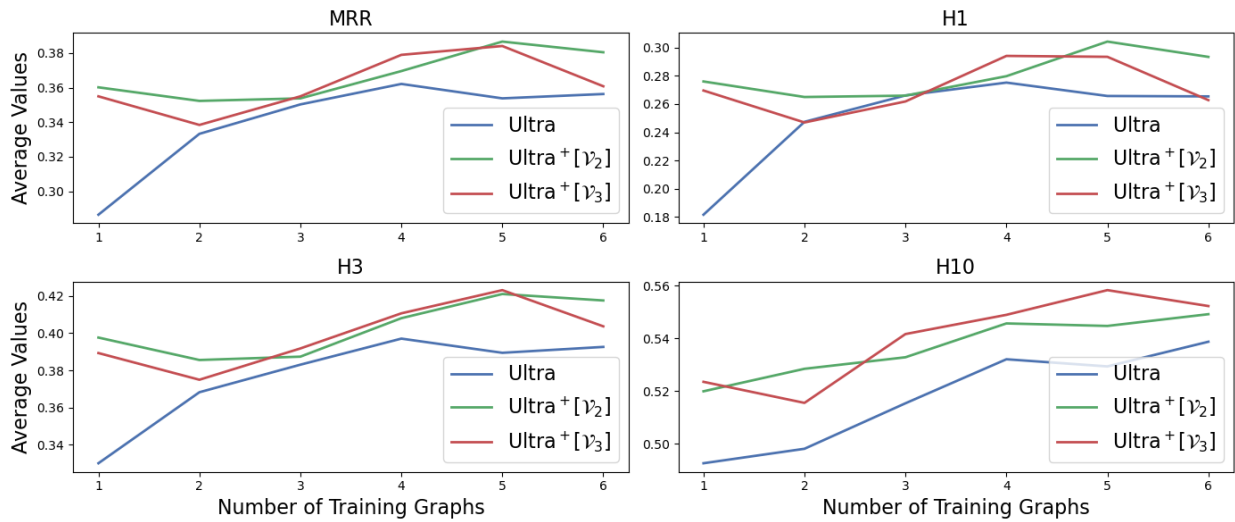 MRR
Average Values
0.38
0.36
0.34
0.32
0.30
1 2 3 4 5 6
Ultra
Ultra⁺[𝒱₂]
Ultra⁺[𝒱₃]
H1
0.30
0.28
0.26
0.24
0.22
0.20
0.18
1 2 3 4 5 6
Ultra
Ultra⁺[𝒱₂]
Ultra⁺[𝒱₃]
H3
Average Values
0.42
0.40
0.38
0.36
0.34
1 2 3 4 5 6
Number of Training Graphs
Ultra
Ultra⁺[𝒱₂]
Ultra⁺[𝒱₃]
H10
0.56
0.54
0.52
0.50
1 2 3 4 5 6
Number of Training Graphs
Ultra
Ultra⁺[𝒱₂]
Ultra⁺[𝒱₃]